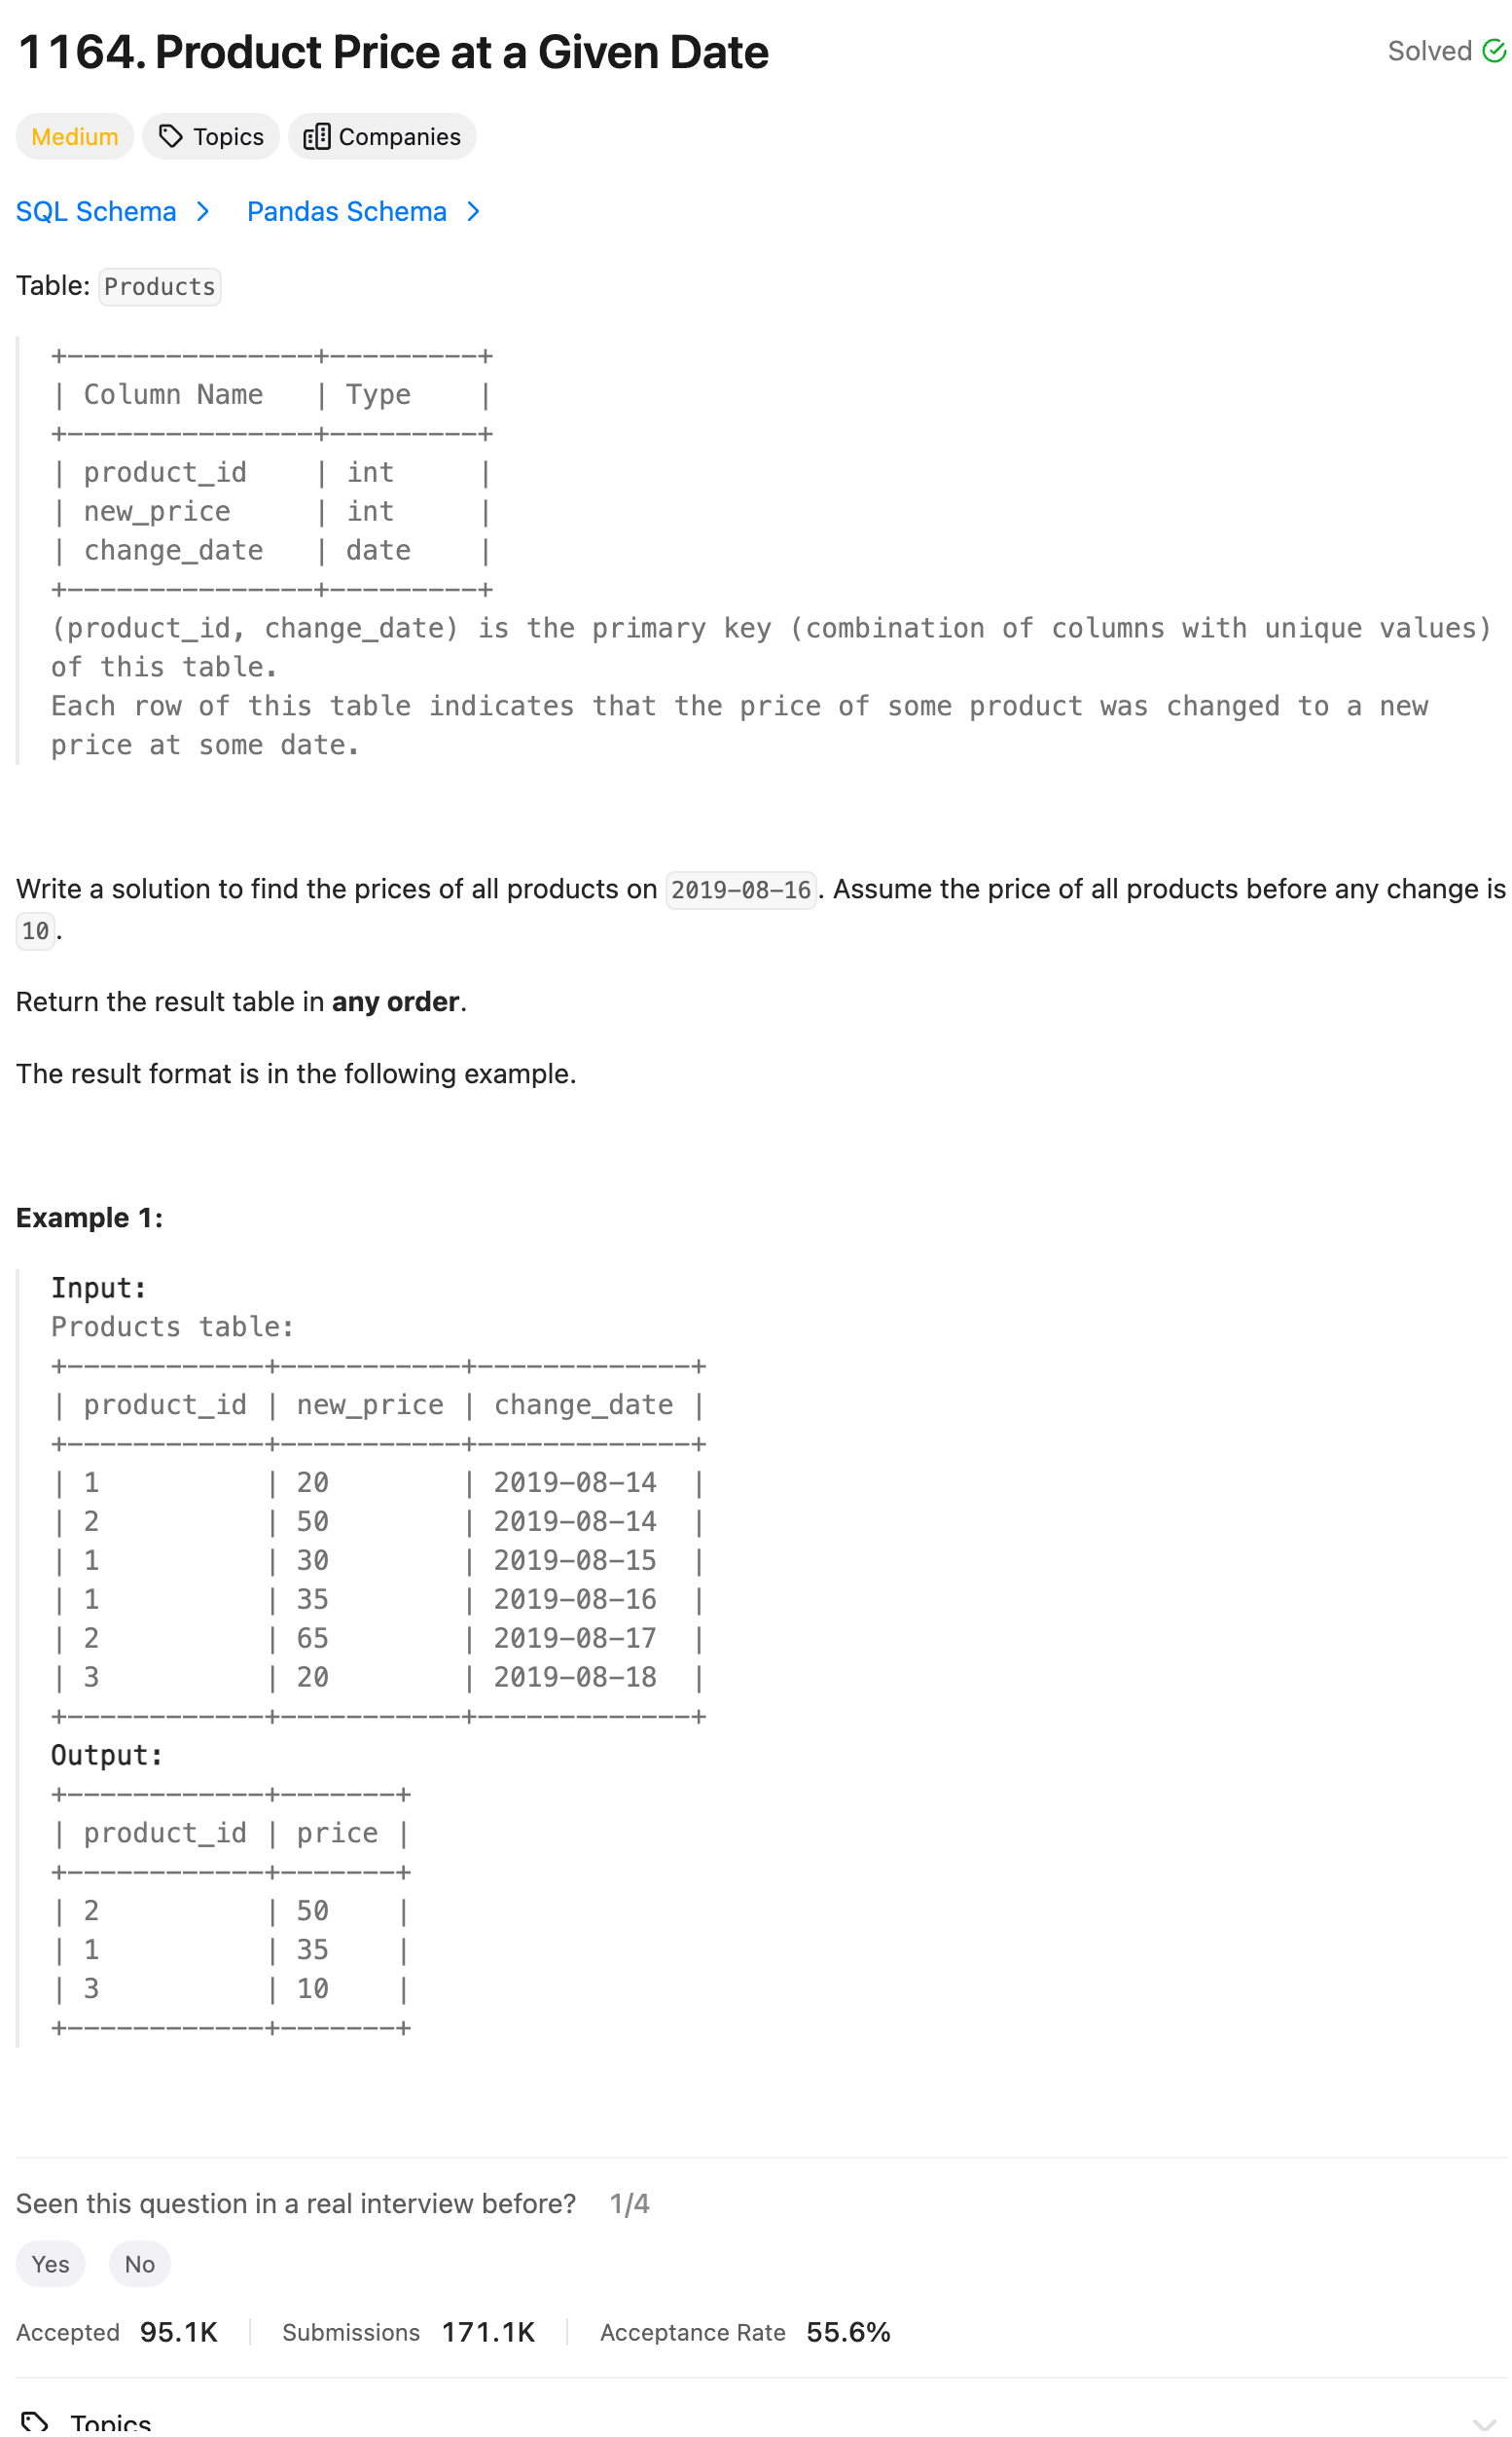 1164. Product Price at a Given Date
Solved
Medium Topics Companies
SQL Schema Pandas Schema
Table: Products
+---------------+---------+
| Column Name   | Type    |
+---------------+---------+
| product_id    | int     |
| new_price     | int     |
| change_date   | date    |
+---------------+---------+
(product_id, change_date) is the primary key (combination of columns with unique values)
of this table.
Each row of this table indicates that the price of some product was changed to a new
price at some date.
Write a solution to find the prices of all products on 2019-08-16. Assume the price of all products before any change is
10.
Return the result table in any order.
The result format is in the following example.
Example 1:
Input:
Products table:
+------------+-----------+-------------+
| product_id | new_price | change_date |
+------------+-----------+-------------+
| 1          | 20        | 2019-08-14  |
| 2          | 50        | 2019-08-14  |
| 1          | 30        | 2019-08-15  |
| 1          | 35        | 2019-08-16  |
| 2          | 65        | 2019-08-17  |
| 3          | 20        | 2019-08-18  |
+------------+-----------+-------------+
Output:
+------------+-------+
| product_id | price |
+------------+-------+
| 2          | 50    |
| 1          | 35    |
| 3          | 10    |
+------------+-------+
Seen this question in a real interview before? 1/4
Yes No
Accepted 95.1K Submissions 171.1K Acceptance Rate 55.6%
Topics